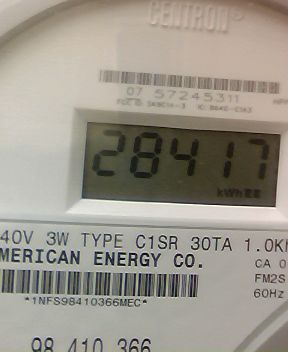 CENTRON®
07 57245311
28417
kWh
40V 3W TYPE C1SR 30TA 1.0K
MERICAN ENERGY CO.
CA 0
FM2S
60Hz
*1NFS98410366MEC*
98 410 366